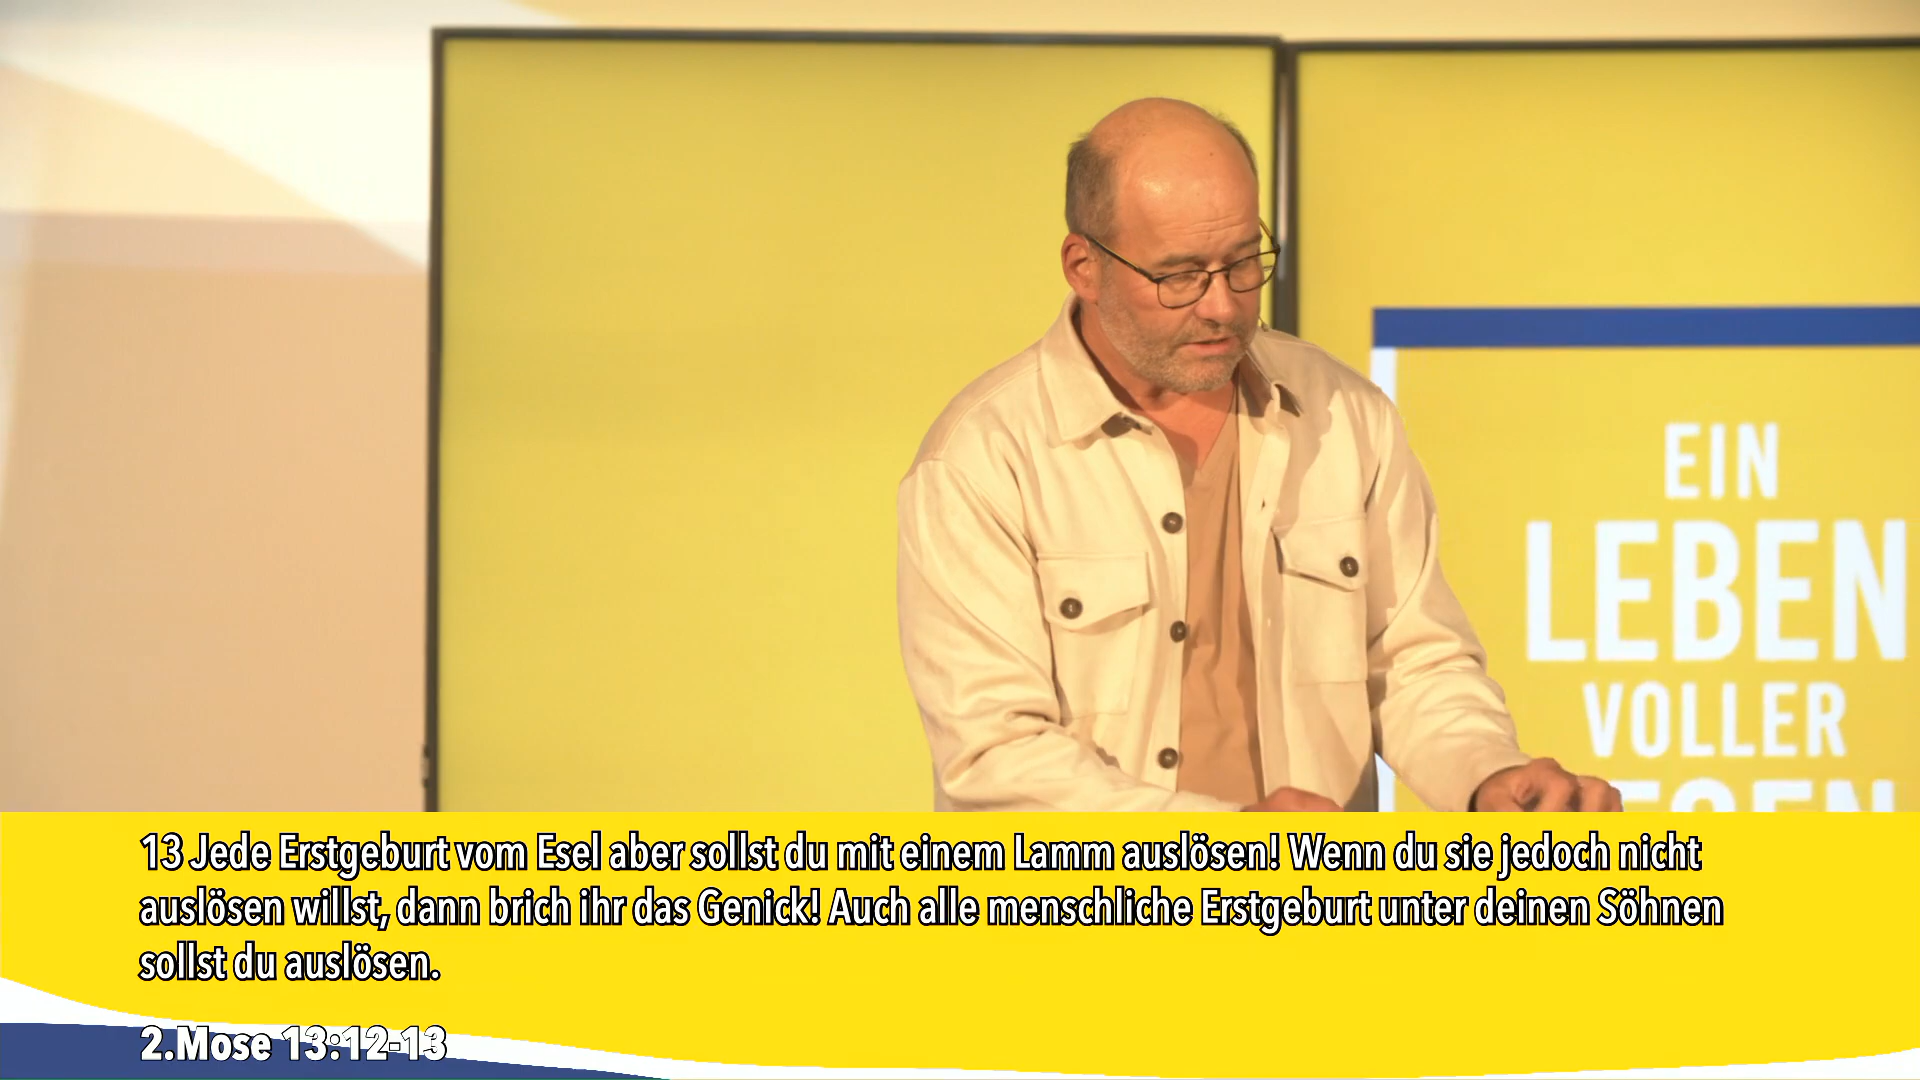 EIN
LEBEN
VOLLER
13 Jede Erstgeburt vom Esel aber sollst du mit einem Lamm auslösen! Wenn du sie jedoch nicht
auslösen willst, dann brich ihr das Genick! Auch alle menschliche Erstgeburt unter deinen Söhnen
sollst du auslösen.
2.Mose 13:12-13